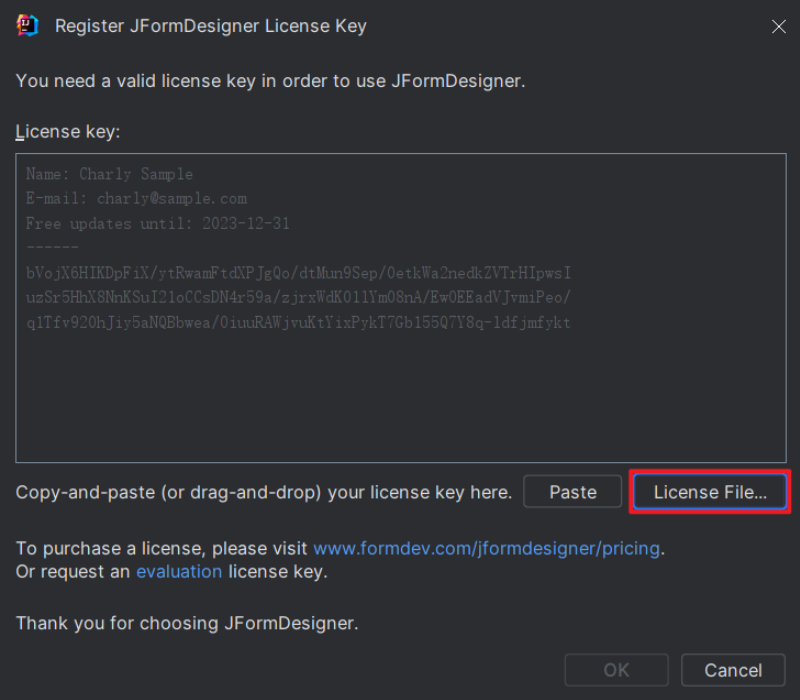 Register JFormDesigner License Key
You need a valid license key in order to use JFormDesigner.
License key:
Name: Charly Sample
E-mail: charly@sample.com
Free updates until: 2023-12-31
------
bVojX6HIKDpFiX/ytRwamFtdXPJgQo/dtMun9Sep/0etkWa2nedkZVTrHIpwsI
uzSr5HhX8NnKSuI21oCCsDN4r59a/zjrxWdK011Ym08nA/Ew0EEadVJvmiPeo/
q1Tfv920hJiy5aNQBbwea/0iuuRAWjvuKtYixPykT7Gb155Q7Y8q-1dfjmfykt
Copy-and-paste (or drag-and-drop) your license key here.
Paste
License File...
To purchase a license, please visit www.formdev.com/jformdesigner/pricing.
Or request an evaluation license key.
Thank you for choosing JFormDesigner.
OK
Cancel